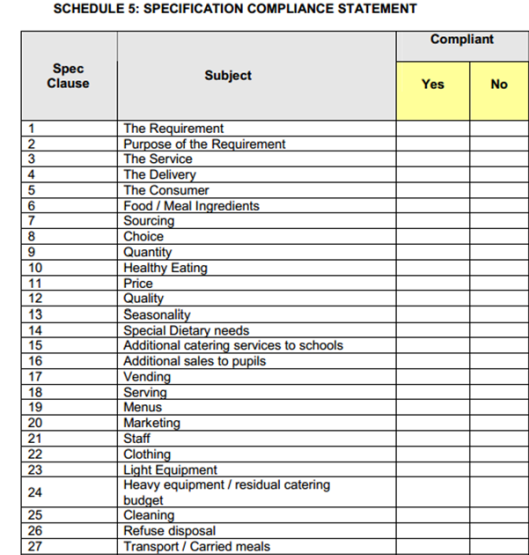 SCHEDULE 5: SPECIFICATION COMPLIANCE STATEMENT
Spec Clause Subject Compliant
Yes No
1 The Requirement
2 Purpose of the Requirement
3 The Service
4 The Delivery
5 The Consumer
6 Food / Meal Ingredients
7 Sourcing
8 Choice
9 Quantity
10 Healthy Eating
11 Price
12 Quality
13 Seasonality
14 Special Dietary needs
15 Additional catering services to schools
16 Additional sales to pupils
17 Vending
18 Serving
19 Menus
20 Marketing
21 Staff
22 Clothing
23 Light Equipment
24 Heavy equipment / residual catering
budget
25 Cleaning
26 Refuse disposal
27 Transport / Carried meals